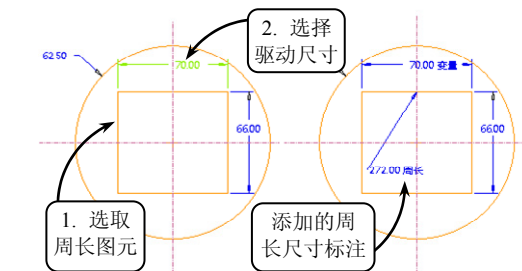 2. 选择
驱动尺寸
62.50
70.00
70.00 变量
66.00
66.00
272.00 周长
1. 选取
周长图元
添加的周
长尺寸标注